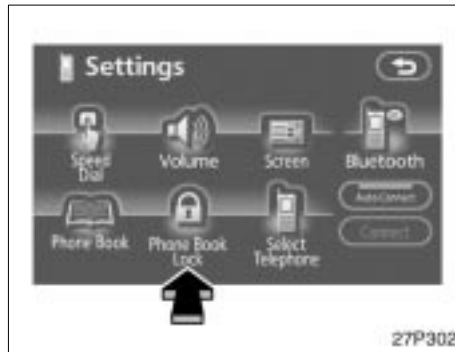 Settings
Speed
Dial
Volume
Screen
Bluetooth
Auto Connect
Phone Book
Phone Book
Lock
Select
Telephone
Connect
27P302